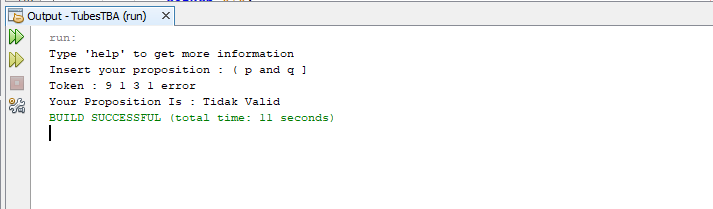 Output - TubesTBA (run)
run:
Type 'help' to get more information
Insert your proposition : ( p and q ]
Token : 9 1 3 1 error
Your Proposition Is : Tidak Valid
BUILD SUCCESSFUL (total time: 11 seconds)